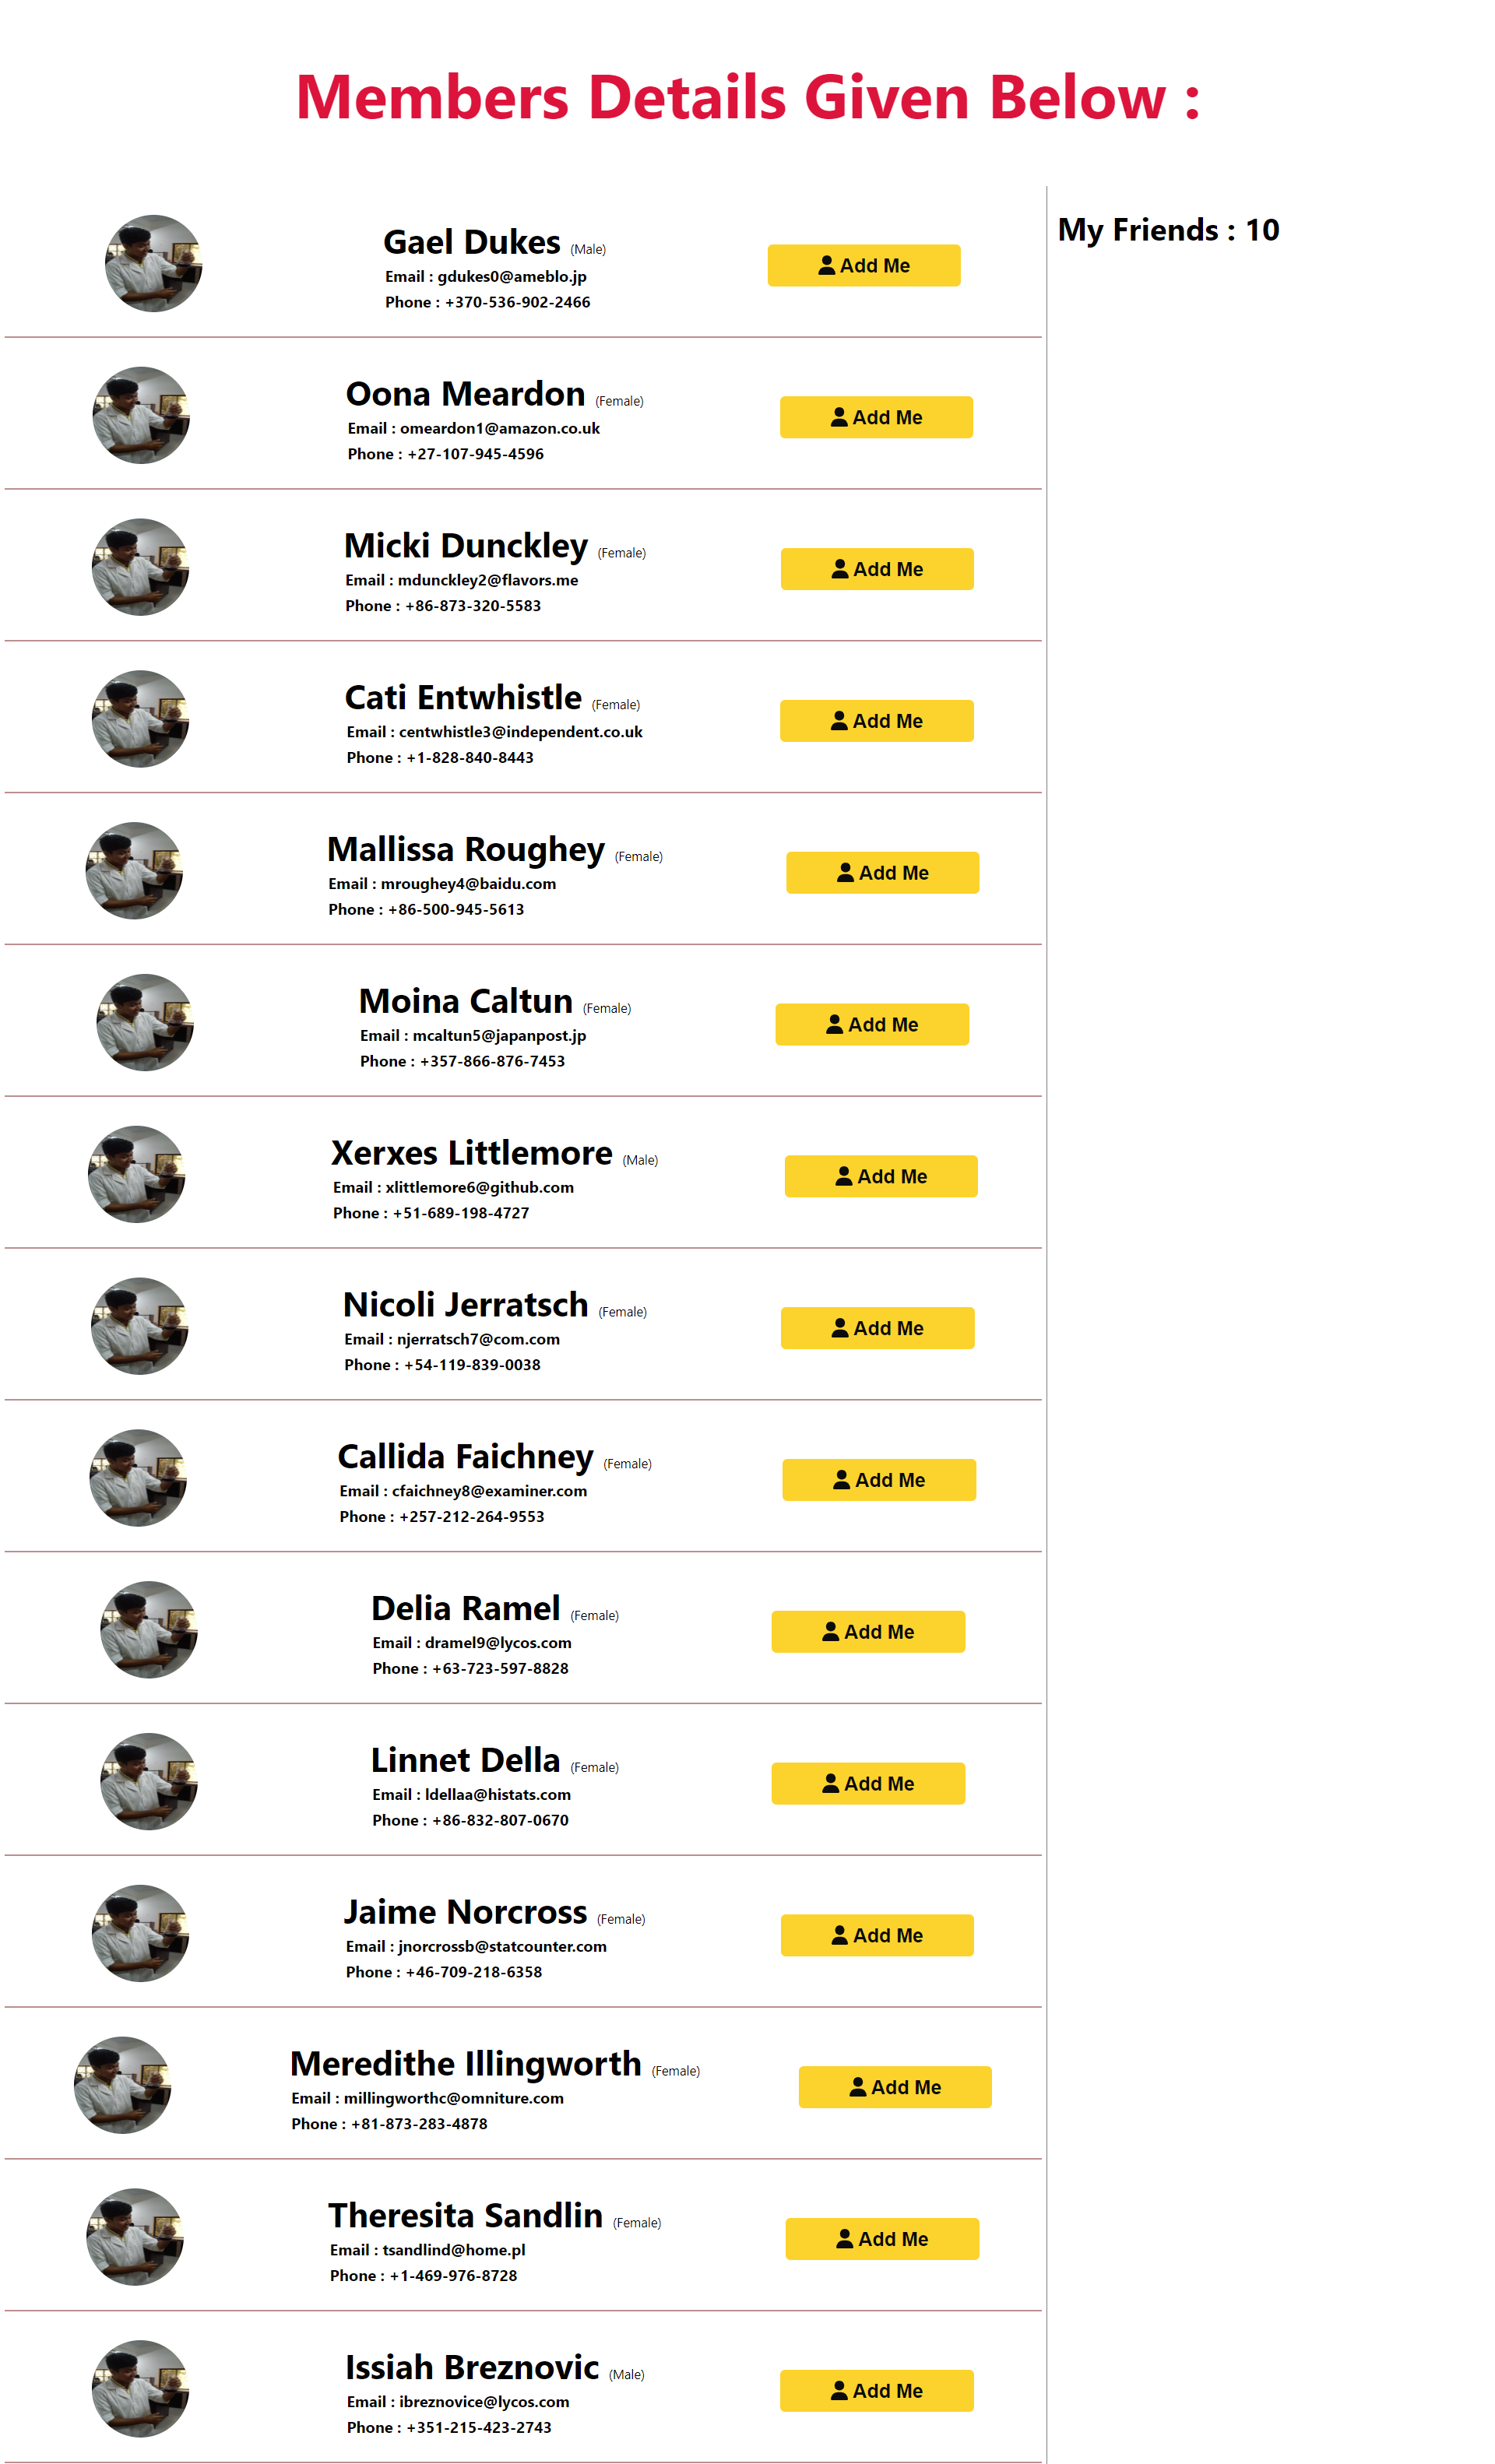 Members Details Given Below :
Gael Dukes (Male)
Email : gdukes0@ameblo.jp
Phone : +370-536-902-2466
Add Me
My Friends : 10
Oona Meardon (Female)
Email : omeardon1@amazon.co.uk
Phone : +27-107-945-4596
Add Me
Micki Dunckley (Female)
Email : mdunckley2@flavors.me
Phone : +86-873-320-5583
Add Me
Cati Entwhistle (Female)
Email : centwhistle3@independent.co.uk
Phone : +1-828-840-8443
Add Me
Mallissa Roughey (Female)
Email : mroughey4@baidu.com
Phone : +86-500-945-5613
Add Me
Moina Caltun (Female)
Email : mcaltun5@japanpost.jp
Phone : +357-866-876-7453
Add Me
Xerxes Littlemore (Male)
Email : xlittlemore6@github.com
Phone : +51-689-198-4727
Add Me
Nicoli Jerratsch (Female)
Email : njerratsch7@com.com
Phone : +54-119-839-0038
Add Me
Callida Faichney (Female)
Email : cfaichney8@examiner.com
Phone : +257-212-264-9553
Add Me
Delia Ramel (Female)
Email : dramel9@lycos.com
Phone : +63-723-597-8828
Add Me
Linnet Della (Female)
Email : ldellaa@histats.com
Phone : +86-832-807-0670
Add Me
Jaime Norcross (Female)
Email : jnorcrossb@statcounter.com
Phone : +46-709-218-6358
Add Me
Meredithe Illingworth (Female)
Email : millingworthc@omniture.com
Phone : +81-873-283-4878
Add Me
Theresita Sandlin (Female)
Email : tsandlind@home.pl
Phone : +1-469-976-8728
Add Me
Issiah Breznovic (Male)
Email : ibreznovice@lycos.com
Phone : +351-215-423-2743
Add Me